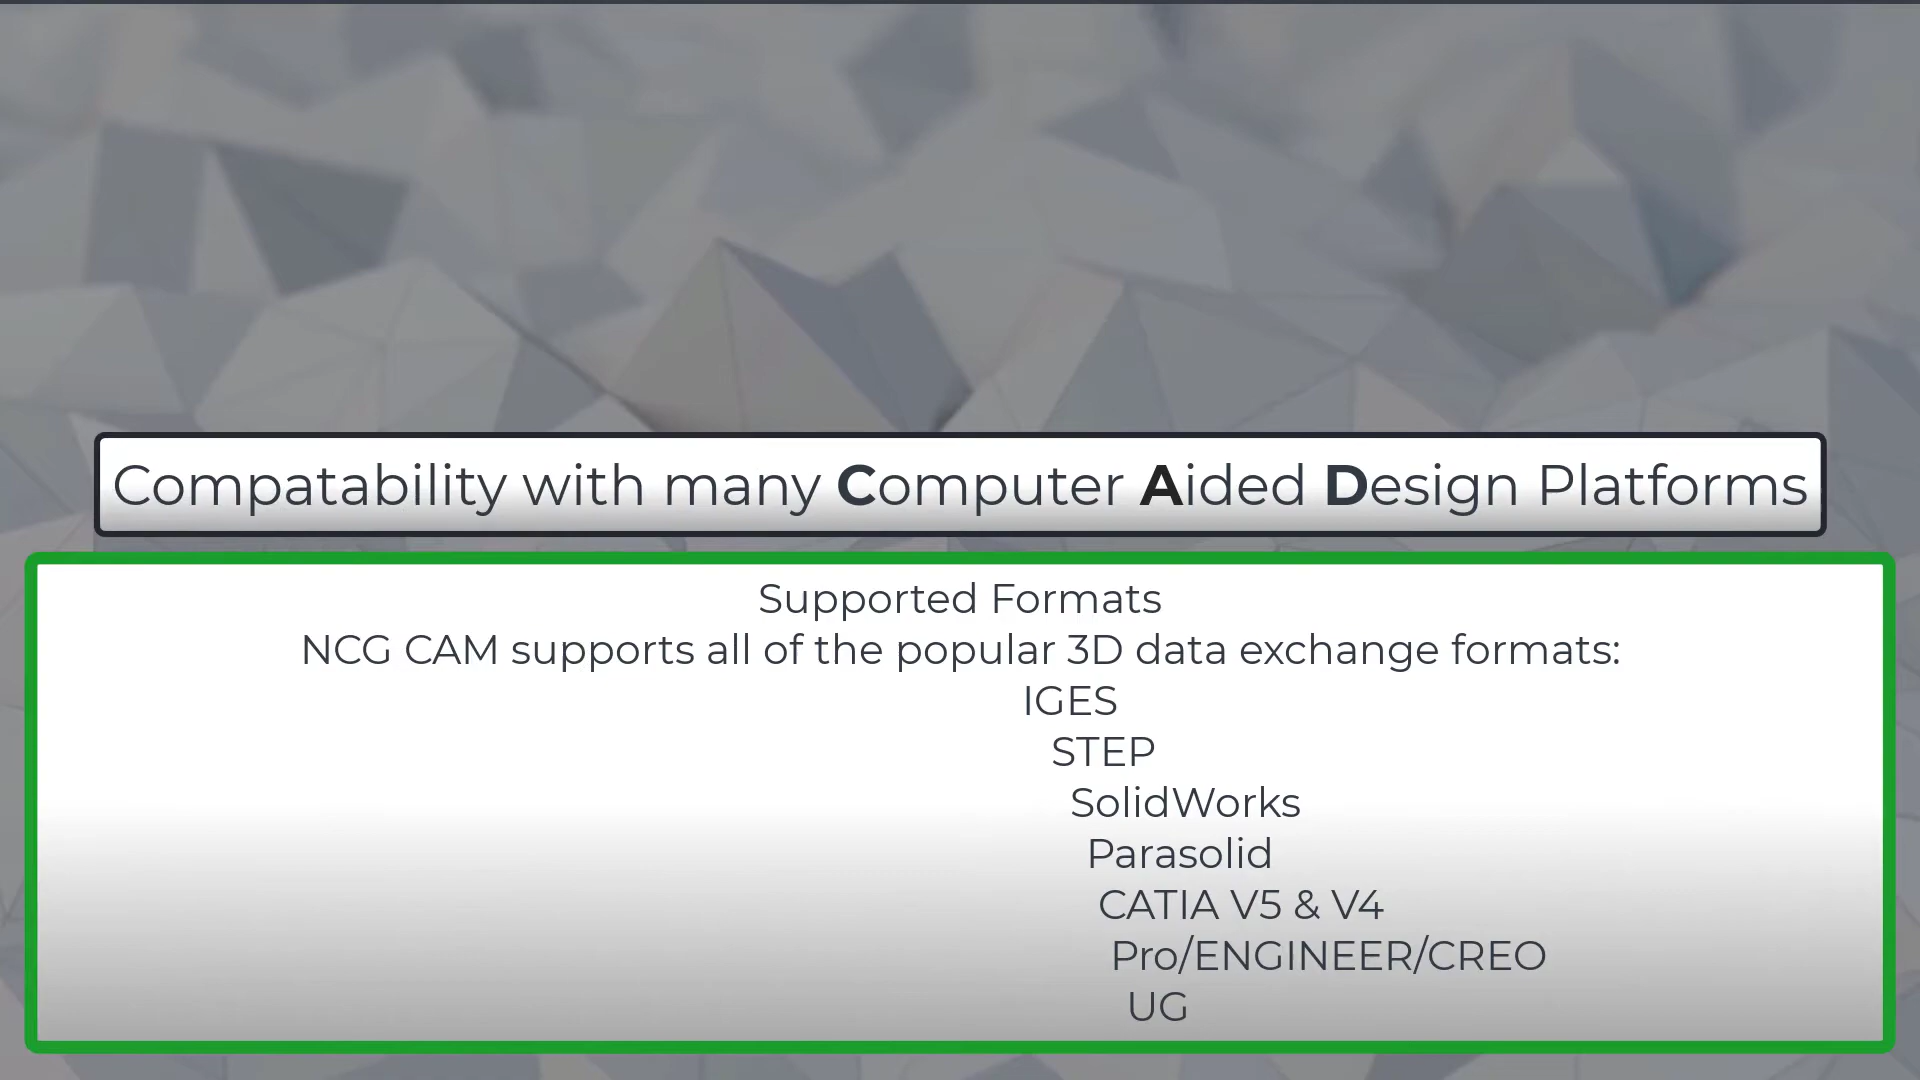 Compatability with many Computer Aided Design Platforms
Supported Formats
NCG CAM supports all of the popular 3D data exchange formats:
IGES
STEP
SolidWorks
Parasolid
CATIA V5 & V4
Pro/ENGINEER/CREO
UG